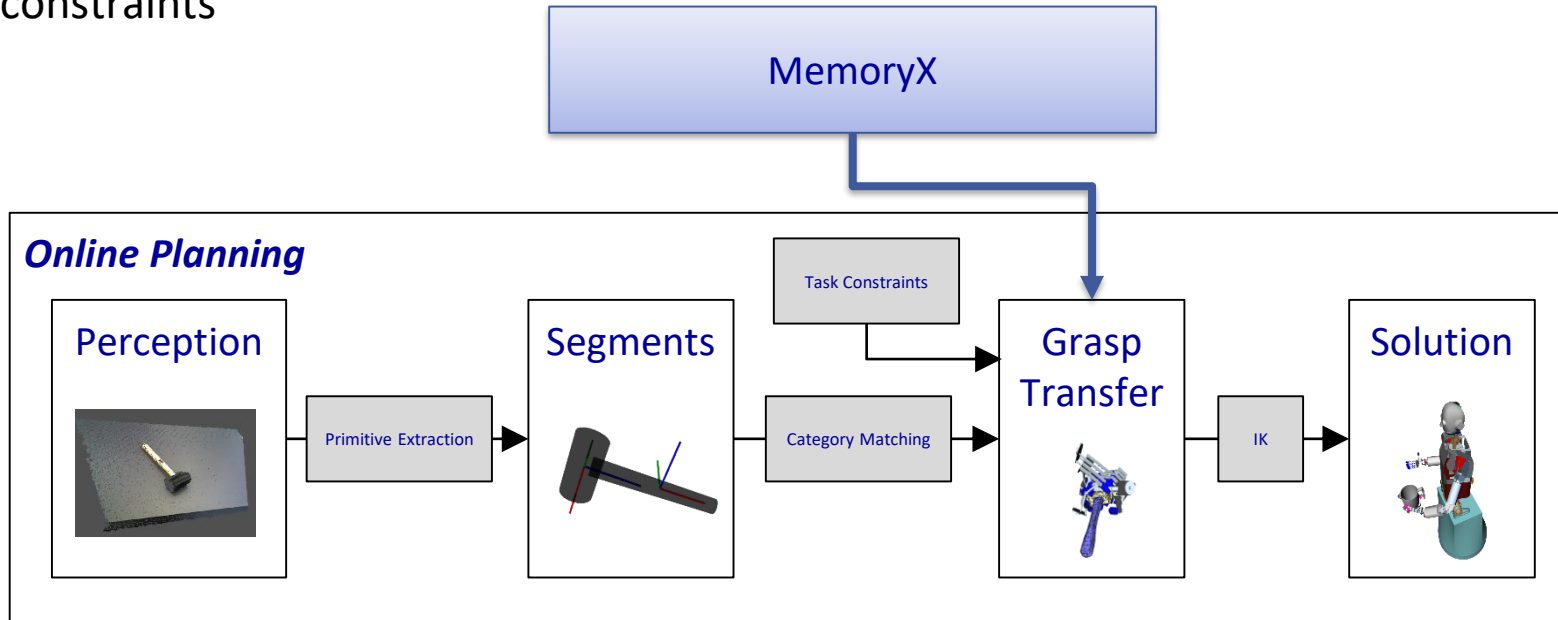 constraints
MemoryX
Online Planning
Task Constraints
Perception
Segments
Grasp
Transfer
Solution
Primitive Extraction
Category Matching
IK